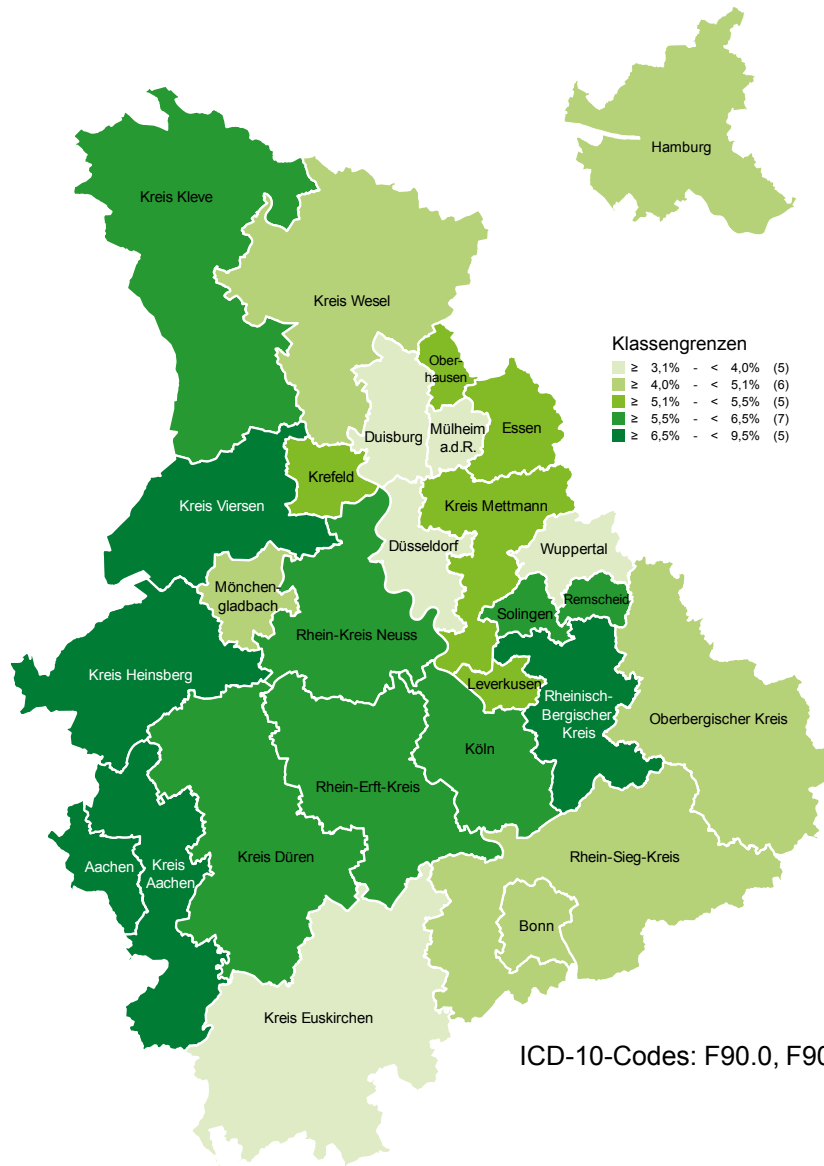 Hamburg
Kreis Kleve
Kreis Wesel
Klassengrenzen
≥ 3,1% - < 4,0% (5)
≥ 4,0% - < 5,1% (6)
≥ 5,1% - < 5,5% (5)
≥ 5,5% - < 6,5% (7)
≥ 6,5% - < 9,5% (5)
Ober-
hausen
Duisburg
Mülheim
a.d.R.
Essen
Krefeld
Kreis Viersen
Kreis Mettmann
Düsseldorf
Wuppertal
Mönchen-
gladbach
Solingen
Remscheid
Rhein-Kreis Neuss
Kreis Heinsberg
Leverkusen
Rheinisch-
Bergischer
Kreis
Oberbergischer Kreis
Köln
Rhein-Erft-Kreis
Aachen
Kreis
Aachen
Kreis Düren
Rhein-Sieg-Kreis
Bonn
Kreis Euskirchen
ICD-10-Codes: F90.0, F90